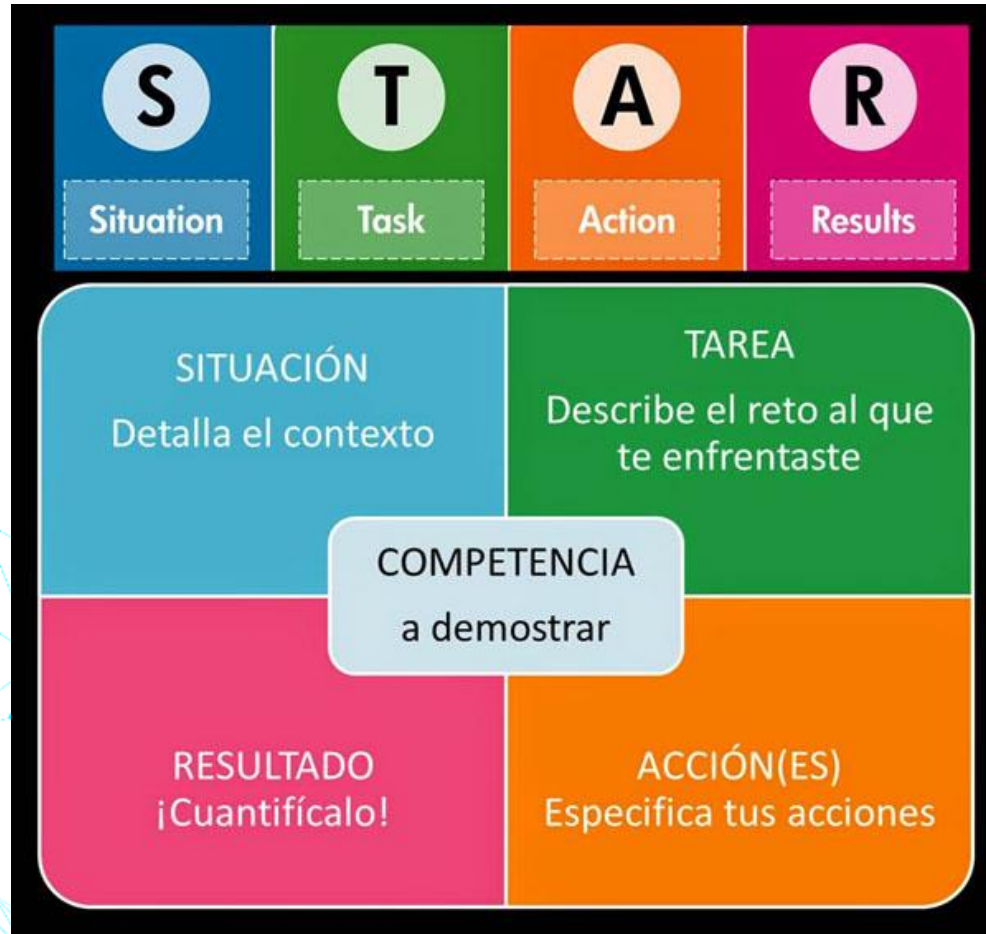 S
T
A
R
Situation
Task
Action
Results
SITUACIÓN
Detalla el contexto
TAREA
Describe el reto al que
te enfrentaste
COMPETENCIA
a demostrar
RESULTADO
¡Cuantifícalo!
ACCIÓN(ES)
Especifica tus acciones